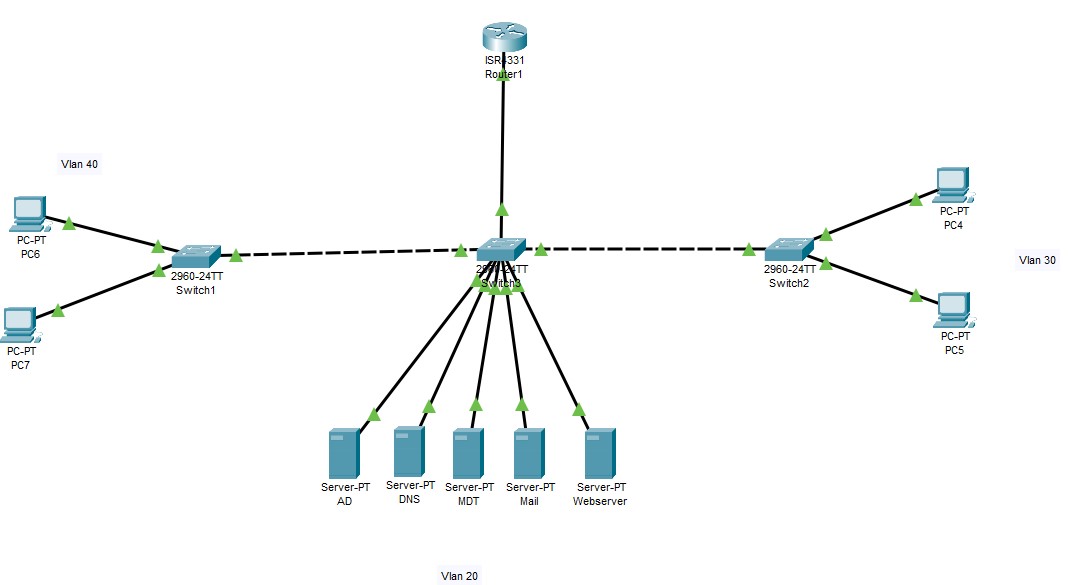 ISR4331
Router1
Vlan 40
PC-PT
PC6
2960-24TT
Switch1
PC-PT
PC7
2960-24TT
Switch3
2960-24TT
Switch2
PC-PT
PC4
Vlan 30
PC-PT
PC5
Server-PT
AD
Server-PT
DNS
Server-PT
MDT
Server-PT
Mail
Server-PT
Webserver
Vlan 20